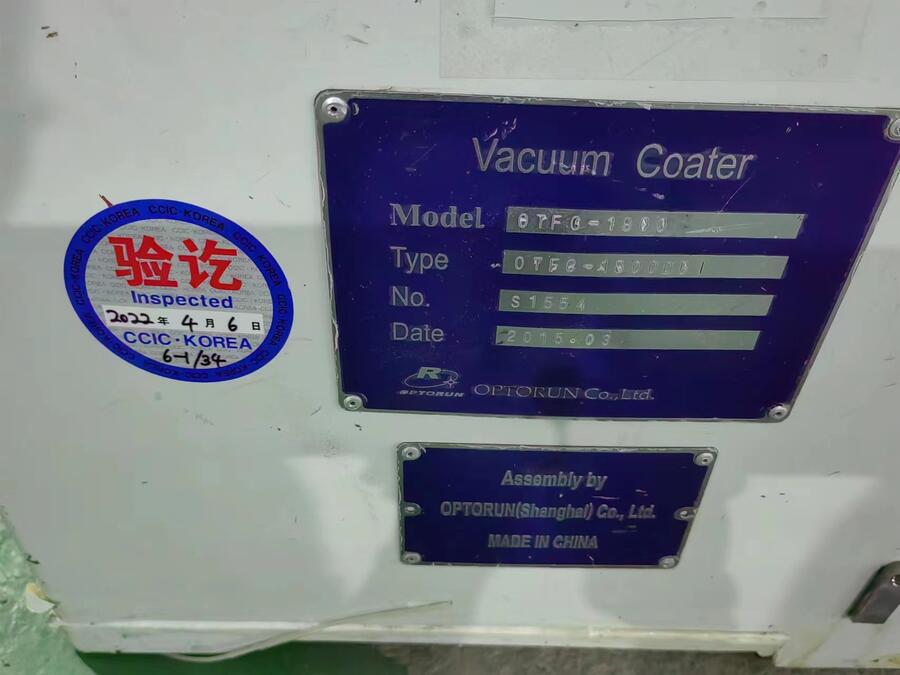 CCIC-KOREA
验讫
Inspected
2022年 4月 6日
CCIC-KOREA
6-1/34
Vacuum Coater
Model
Type
No. S1554
Date 2015.03
OPTORUN
OPTORUN Co.,Ltd.
Assembly by
OPTORUN(Shanghai) Co., Ltd.
MADE IN CHINA